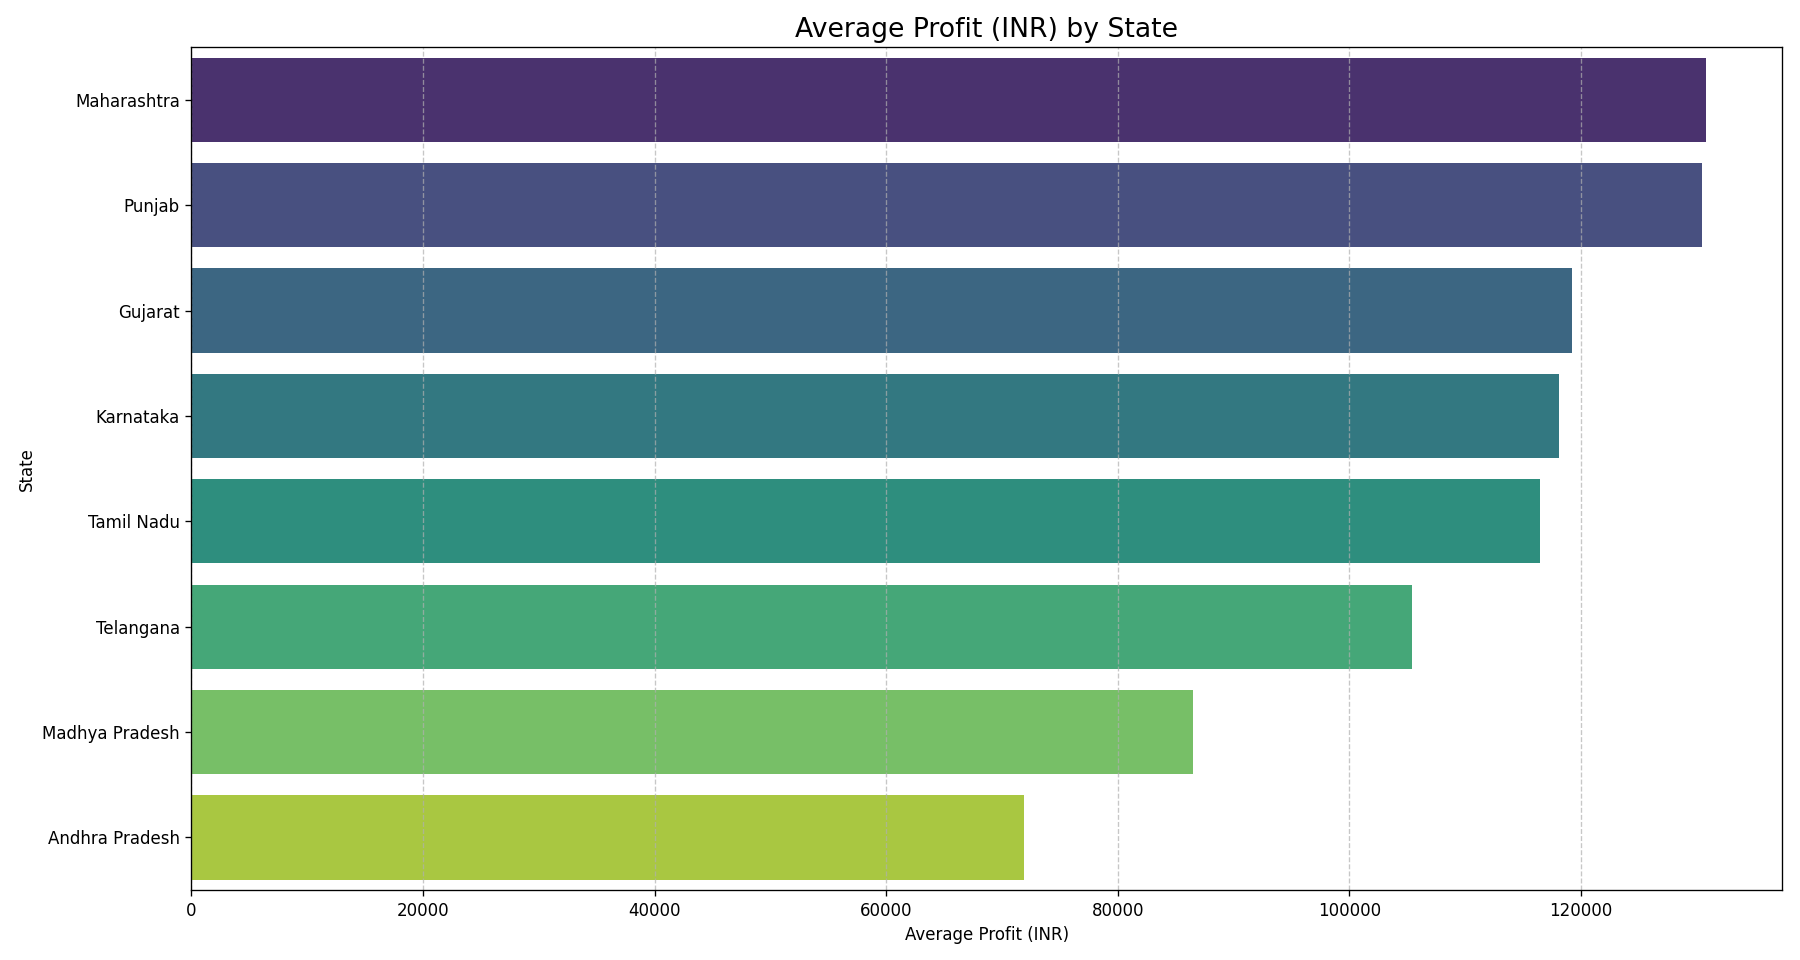 Average Profit (INR) by State
State
Maharashtra
Punjab
Gujarat
Karnataka
Tamil Nadu
Telangana
Madhya Pradesh
Andhra Pradesh
0 20000 40000 60000 80000 100000 120000
Average Profit (INR)